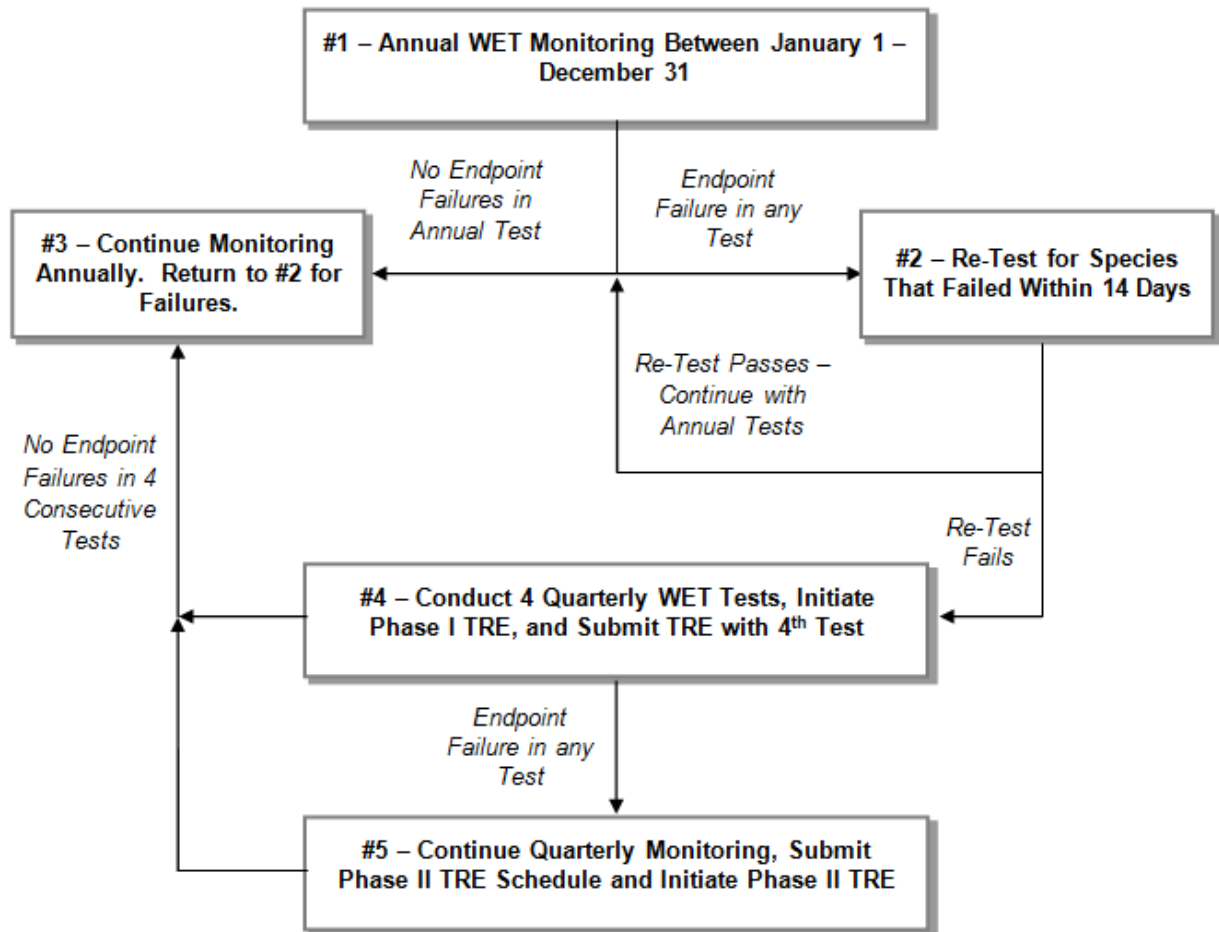 #1 – Annual WET Monitoring Between January 1 –
December 31
No Endpoint
Failures in
Annual Test
Endpoint
Failure in any
Test
#3 – Continue Monitoring
Annually.  Return to #2 for
Failures.
#2 – Re-Test for Species
That Failed Within 14 Days
Re-Test Passes –
Continue with
Annual Tests
No Endpoint
Failures in 4
Consecutive
Tests
Re-Test
Fails
#4 – Conduct 4 Quarterly WET Tests, Initiate
Phase I TRE, and Submit TRE with 4th Test
Endpoint
Failure in any
Test
#5 – Continue Quarterly Monitoring, Submit
Phase II TRE Schedule and Initiate Phase II TRE